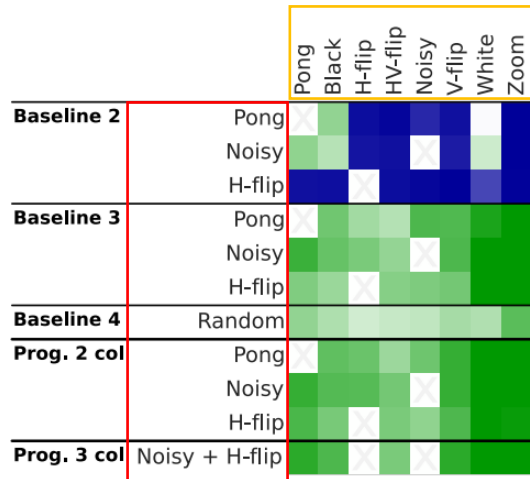 Pong Black H-flip HV-flip Noisy V-flip White Zoom
Baseline 2 Pong X
Noisy X
H-flip X
Baseline 3 Pong X
Noisy X
H-flip X
Baseline 4 Random
Prog. 2 col Pong X
Noisy X
H-flip X
Prog. 3 col Noisy + H-flip X X